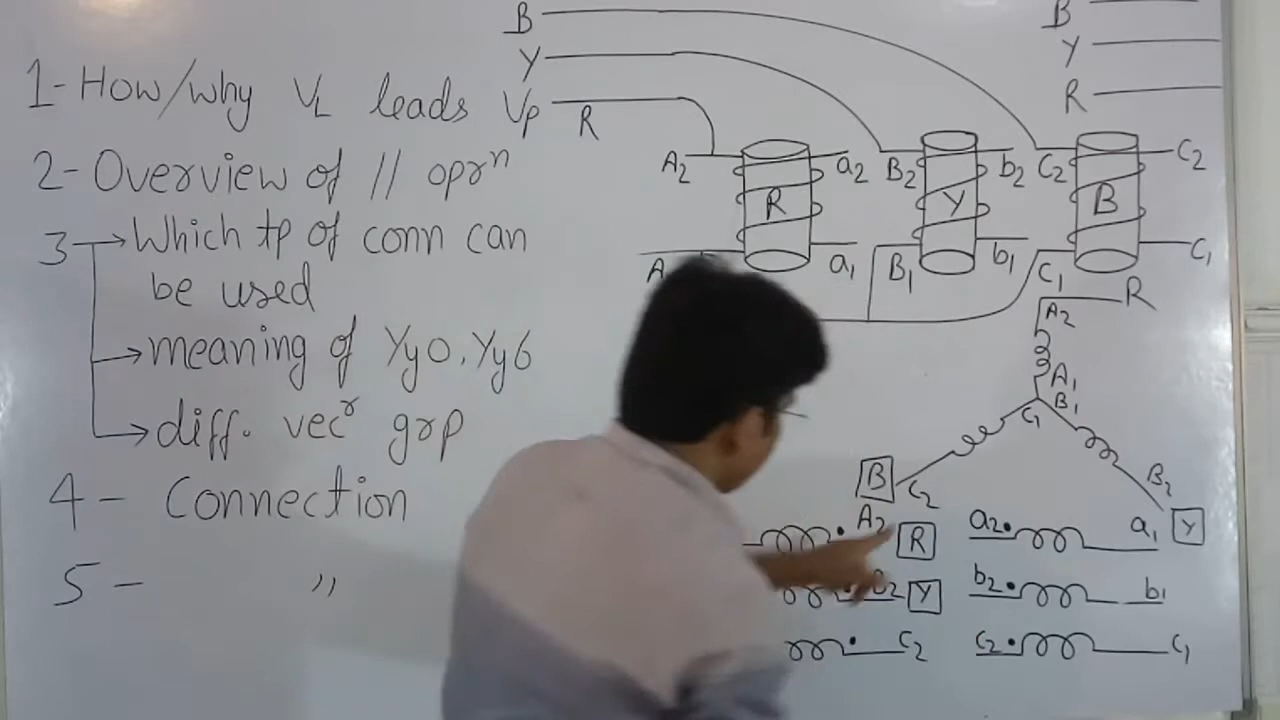 1- How/why VL leads Vp
2- Overview of // oprⁿ
3 → Which tp of conn can
be used
→ meaning of Yy0, Yy6
→ diff. vecʳ grp
4 - Connection
5 - "
B
Y
R
B
Y
R
A2 R a2 B2 Y b2 C2 B C2
A a1 B1 b1 C1 C1
A2 R
A1
C1 B1
B C2 B2
A2 R a2 a1 Y
Y b2 b1
C2 C2 C1